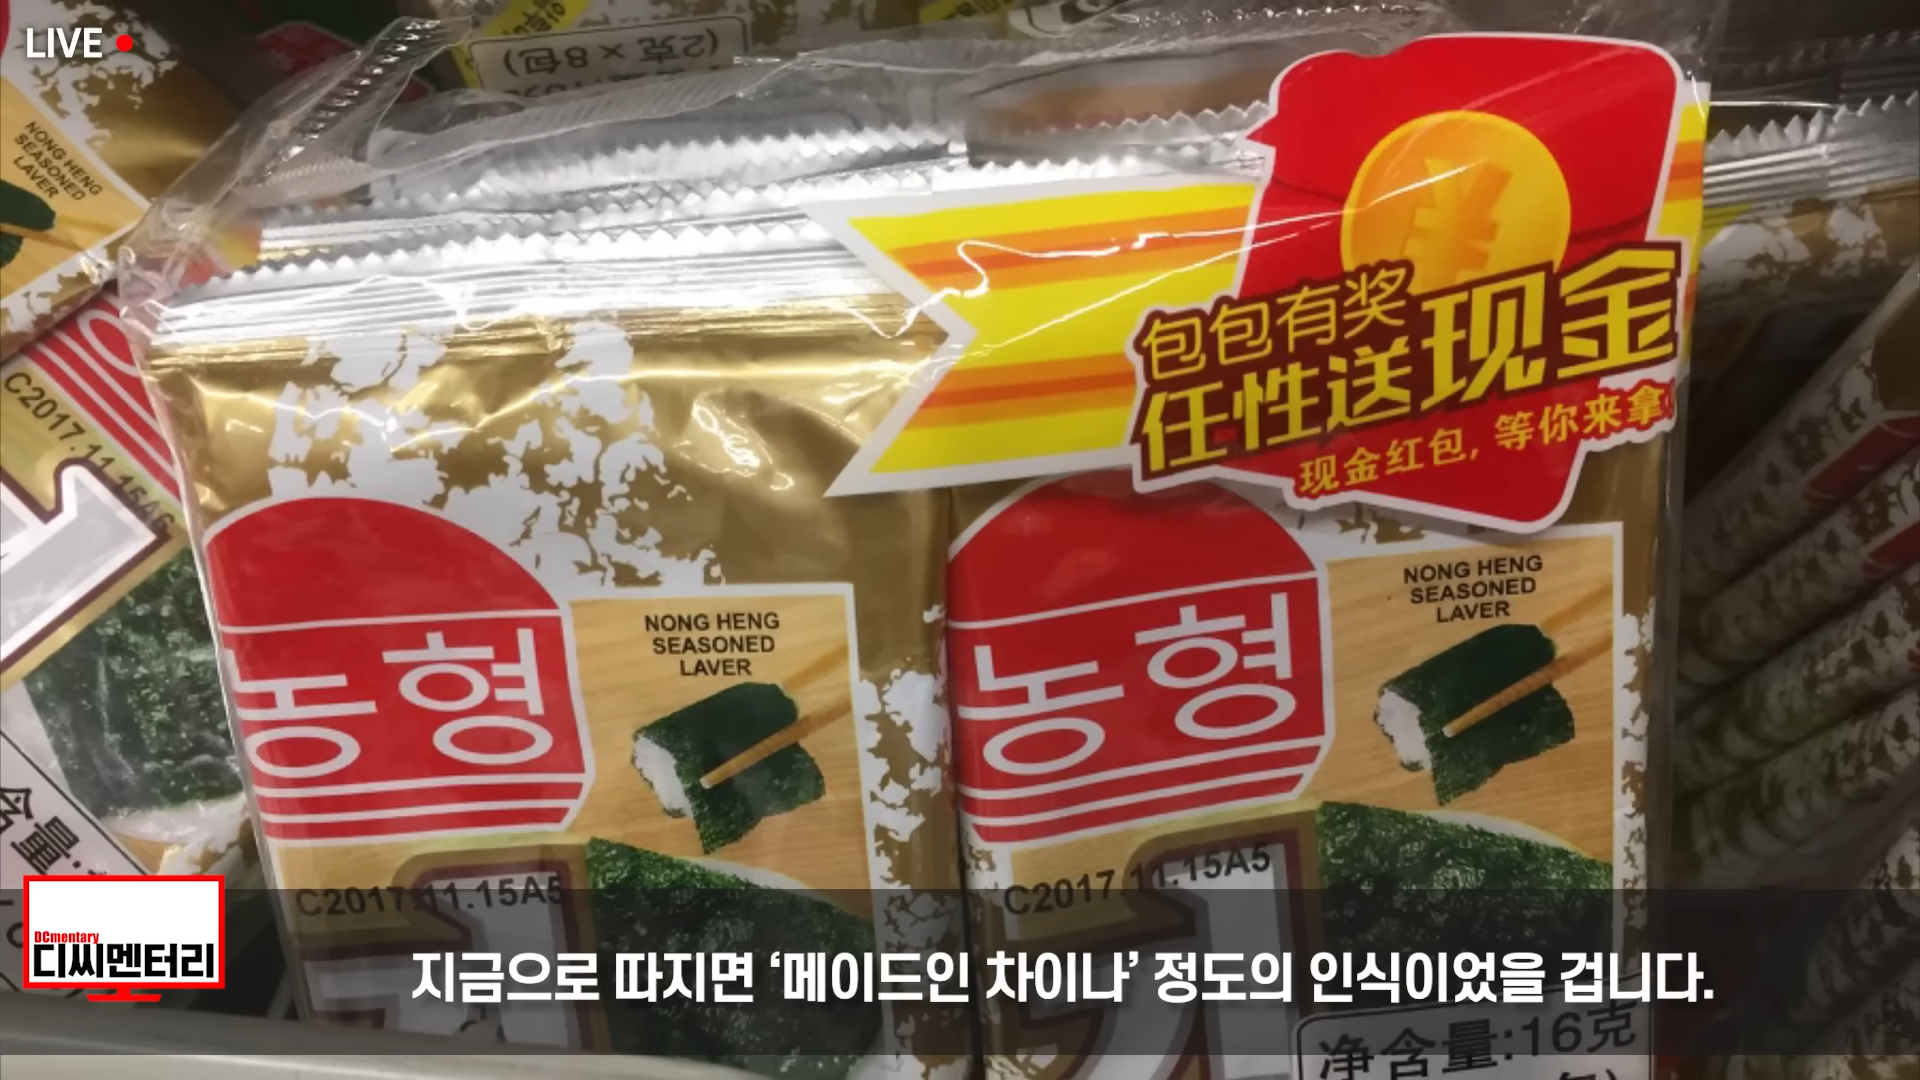 LIVE
(2克×8包)
NONG HENG
SEASONED
LAVER
C2017.11.15A5
包包有奖
任性送现金
现金红包, 等你来拿!
농형
NONG HENG
SEASONED
LAVER
C2017.11.15A5
농형
NONG HENG
SEASONED
LAVER
C2017.11.15A5
含量:
DCmentary
디씨멘터리
지금으로 따지면 ‘메이드인 차이나’ 정도의 인식이었을 겁니다.
净含量:16克